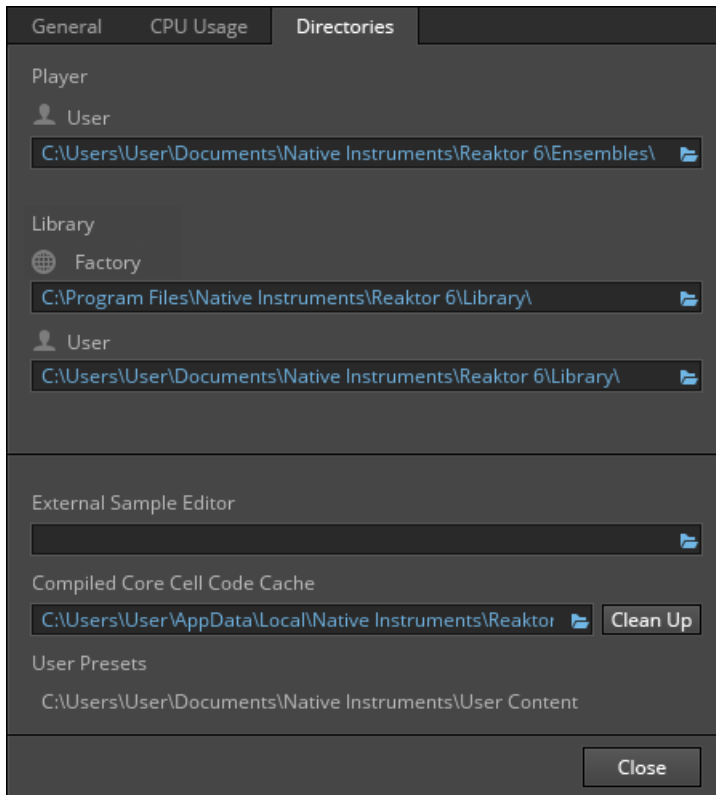 General CPU Usage Directories
Player
User
C:\Users\User\Documents\Native Instruments\Reaktor 6\Ensembles\
Library
Factory
C:\Program Files\Native Instruments\Reaktor 6\Library\
User
C:\Users\User\Documents\Native Instruments\Reaktor 6\Library\
External Sample Editor
Compiled Core Cell Code Cache
C:\Users\User\AppData\Local\Native Instruments\Reaktor Clean Up
User Presets
C:\Users\User\Documents\Native Instruments\User Content
Close